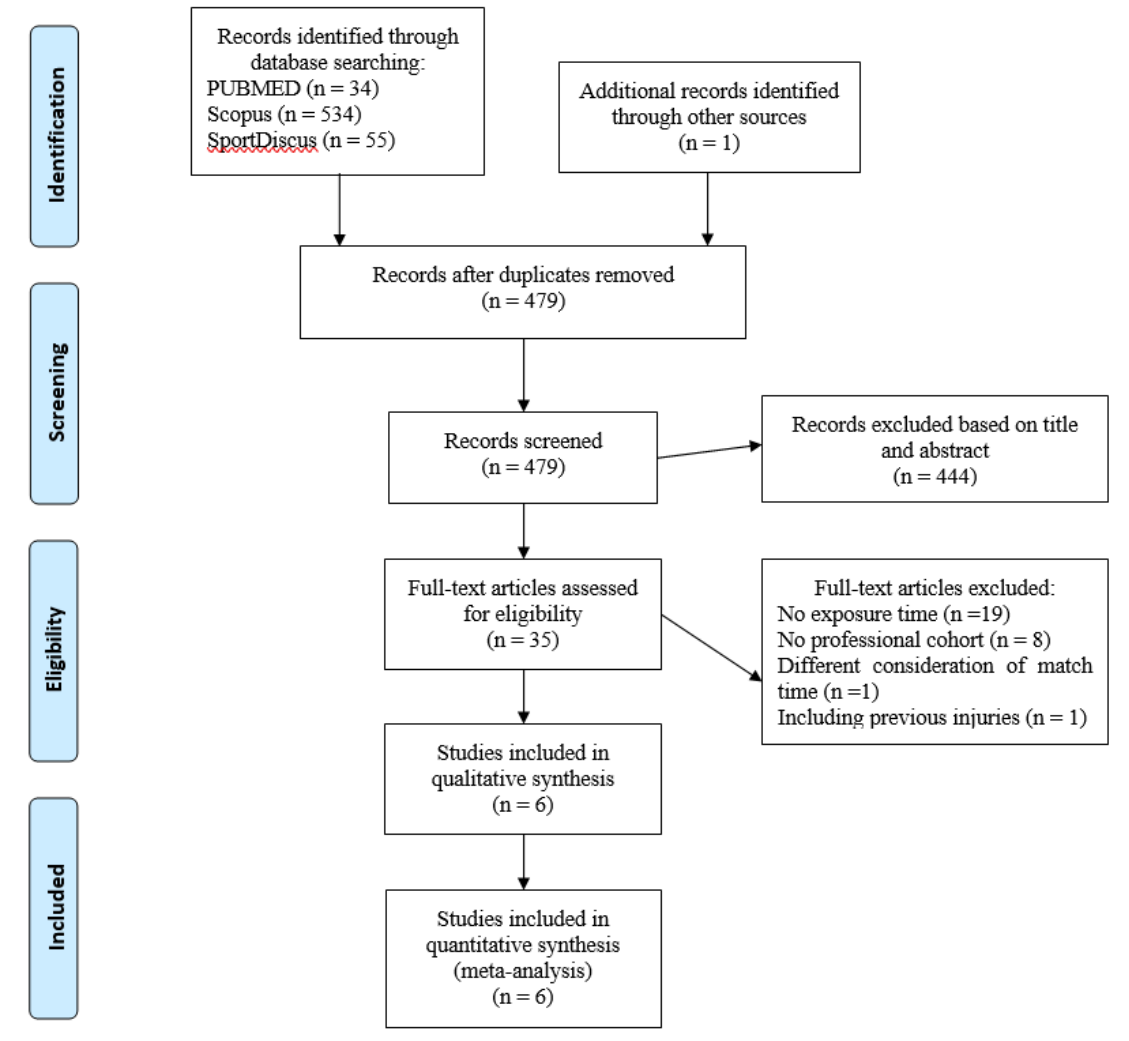 Identification
Records identified through
database searching:
PUBMED (n = 34)
Scopus (n = 534)
SportDiscus (n = 55)
Additional records identified
through other sources
(n = 1)
Records after duplicates removed
(n = 479)
Screening
Records screened
(n = 479)
Records excluded based on title
and abstract
(n = 444)
Eligibility
Full-text articles assessed
for eligibility
(n = 35)
Full-text articles excluded:
No exposure time (n =19)
No professional cohort (n = 8)
Different consideration of match
time (n =1)
Including previous injuries (n = 1)
Studies included in
qualitative synthesis
(n = 6)
Included
Studies included in
quantitative synthesis
(meta-analysis)
(n = 6)